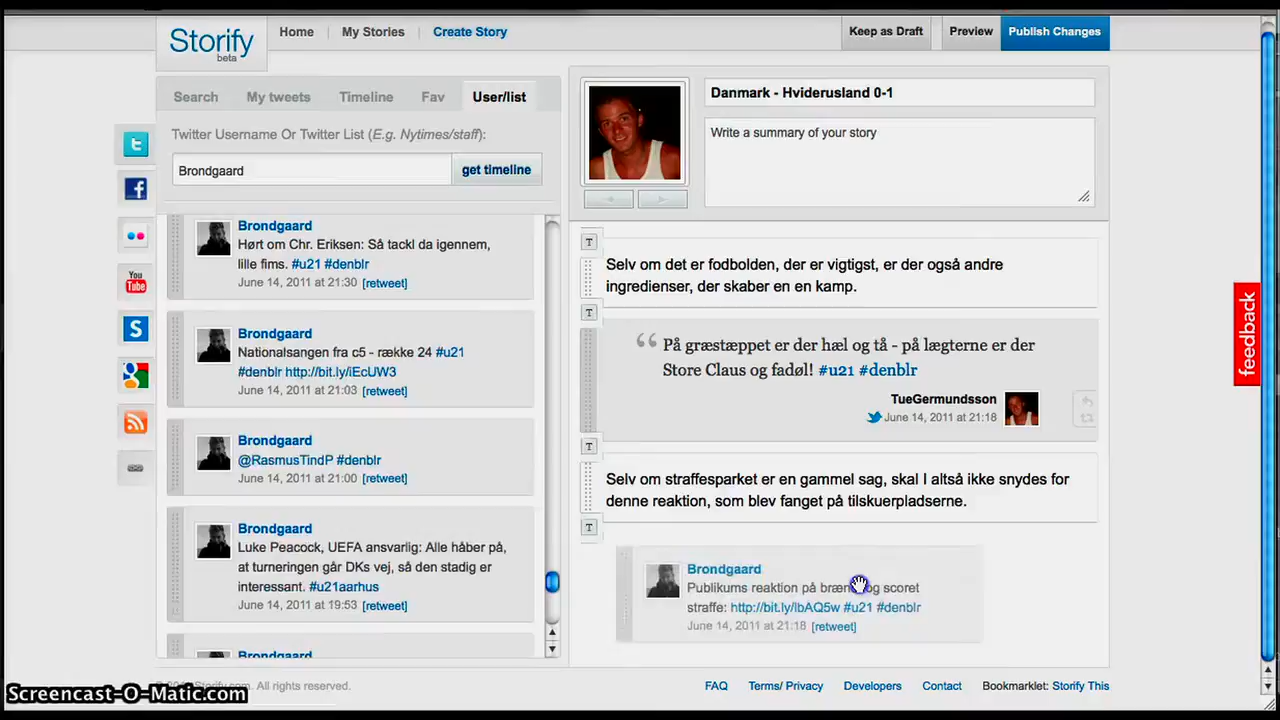 Storify
beta
Home
My Stories
Create Story
Keep as Draft
Preview
Publish Changes
Search
My tweets
Timeline
Fav
User/list
Twitter Username Or Twitter List (E.g. Nytimes/staff):
Brondgaard
get timeline
Brondgaard
Hørt om Chr. Eriksen: Så tackl da igennem,
lille fims. #u21 #denblr
June 14, 2011 at 21:30 [retweet]
Brondgaard
Nationalsangen fra c5 - række 24 #u21
#denblr http://bit.ly/iEcUW3
June 14, 2011 at 21:03 [retweet]
Brondgaard
@RasmusTindP #denblr
June 14, 2011 at 21:00 [retweet]
Brondgaard
Luke Peacock, UEFA ansvarlig: Alle håber på,
at turneringen går DKs vej, så den stadig er
interessant. #u21aarhus
June 14, 2011 at 19:53 [retweet]
Brondgaard
Danmark - Hviderusland 0-1
Write a summary of your story
T
Selv om det er fodbolden, der er vigtigst, er der også andre
ingredienser, der skaber en en kamp.
T
“ På græstæppet er der hæl og tå - på lægterne er der
Store Claus og fadøl! #u21 #denblr
TueGermundsson
June 14, 2011 at 21:18
T
Selv om straffesparket er en gammel sag, skal I altså ikke snydes for
denne reaktion, som blev fanget på tilskuerpladserne.
T
Brondgaard
Publikums reaktion på og scoret
straffe: http://bit.ly/lbAQ5w #u21 #denblr
June 14, 2011 at 21:18 [retweet]
feedback
You
Tube
S
All rights reserved.
FAQ
Terms/ Privacy
Developers
Contact
Bookmarklet: Storify This
Screencast-O-Matic.com